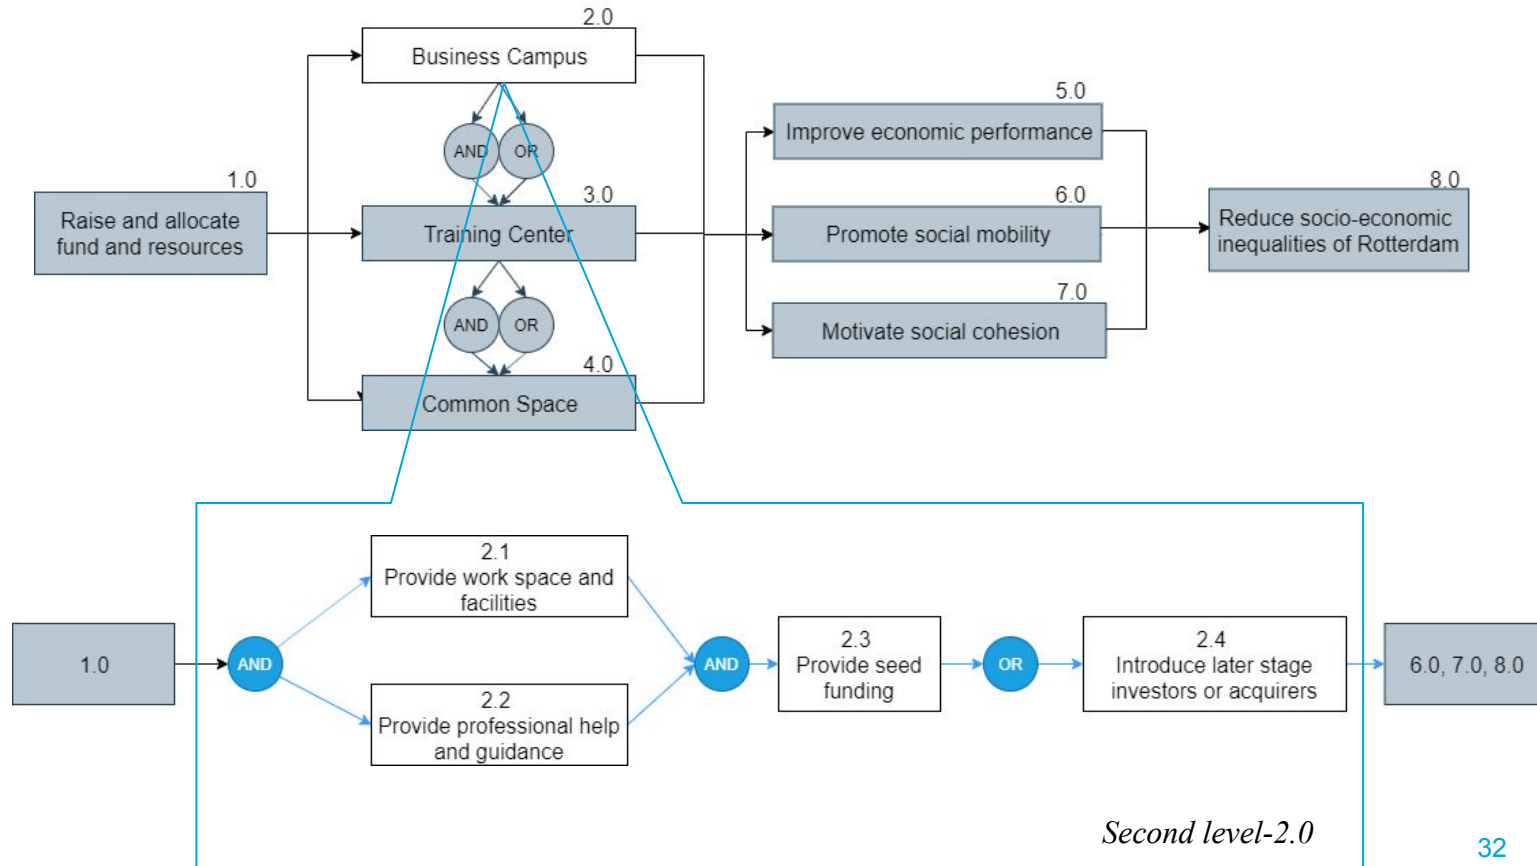 2.0
Business Campus
AND
OR
1.0
Raise and allocate
fund and resources
3.0
Training Center
AND
OR
4.0
Common Space
5.0
Improve economic performance
6.0
Promote social mobility
7.0
Motivate social cohesion
8.0
Reduce socio-economic
inequalities of Rotterdam
1.0
AND
2.1
Provide work space and
facilities
2.2
Provide professional help
and guidance
AND
2.3
Provide seed
funding
OR
2.4
Introduce later stage
investors or acquirers
6.0, 7.0, 8.0
Second level-2.0
32